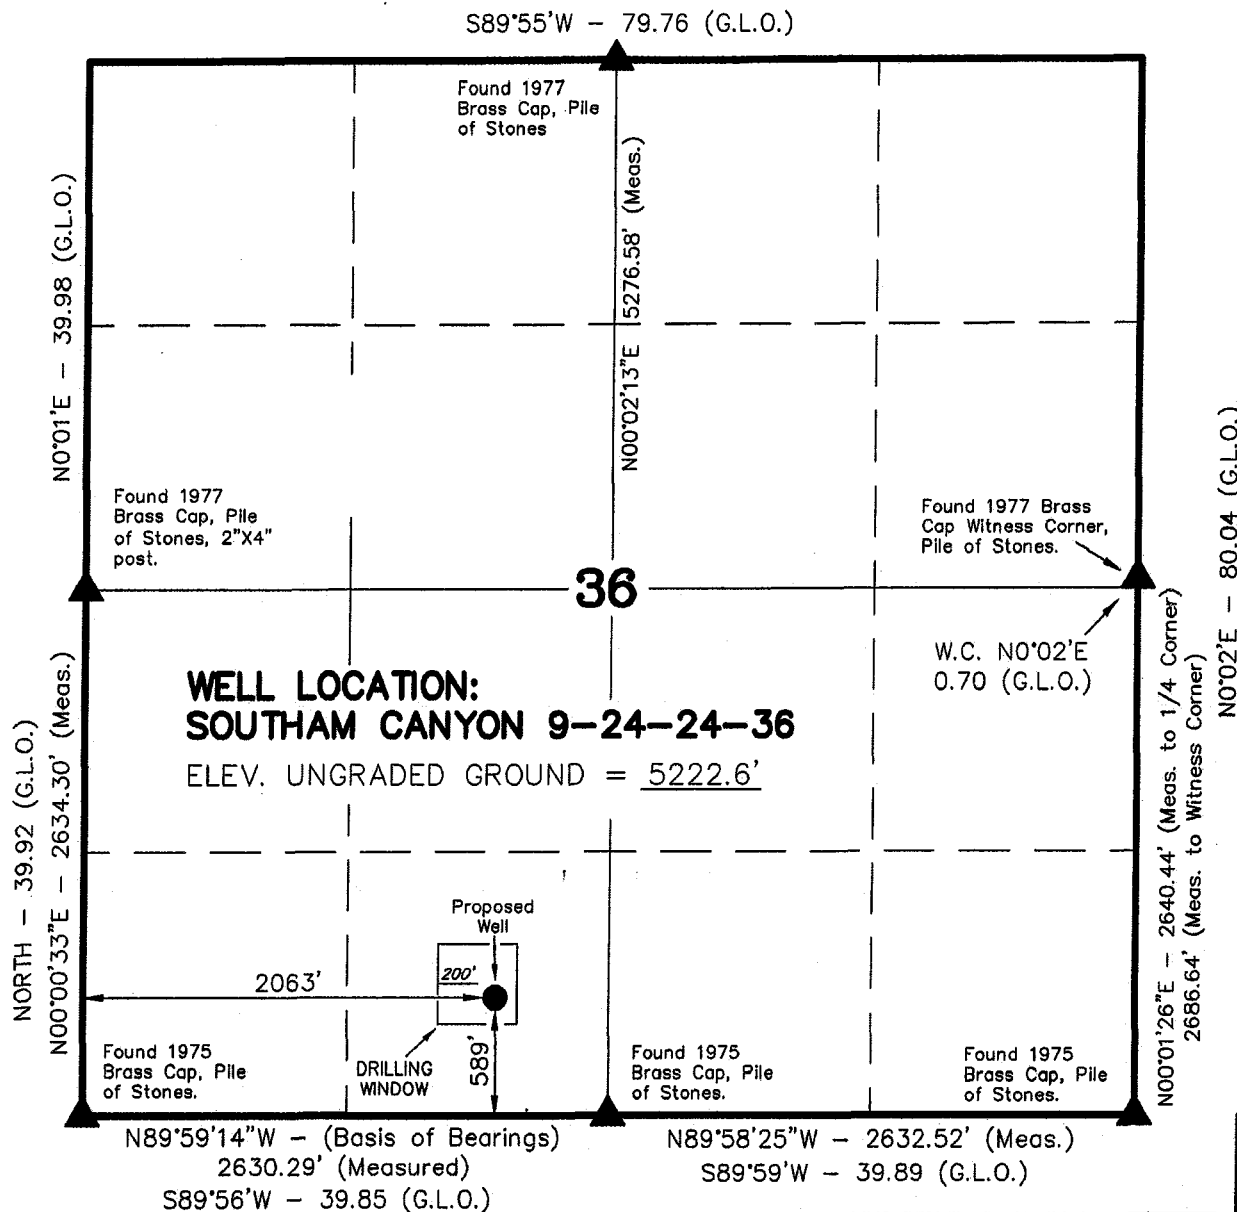 S89°55'W – 79.76 (G.L.O.)
Found 1977
Brass Cap, Pile
of Stones
N00°02'13"E 5276.58' (Meas.)
N0°01'E – 39.98 (G.L.O.)
Found 1977
Brass Cap, Pile
of Stones, 2"X4"
post.
Found 1977 Brass
Cap Witness Corner,
Pile of Stones.
36
W.C. N0°02'E
0.70 (G.L.O.)
N0°02'E – 80.04 (G.L.O.)
WELL LOCATION:
SOUTHAM CANYON 9–24–24–36
ELEV. UNGRADED GROUND = 5222.6'
NORTH – 39.92 (G.L.O.)
N00°00'33"E – 2634.30' (Meas.)
N00°01'26"E – 2640.44' (Meas. to 1/4 Corner)
2686.64' (Meas. to Witness Corner)
Proposed
Well
200'
2063'
589'
DRILLING
WINDOW
Found 1975
Brass Cap, Pile
of Stones.
Found 1975
Brass Cap, Pile
of Stones.
Found 1975
Brass Cap, Pile
of Stones.
N89°59'14"W – (Basis of Bearings)
2630.29' (Measured)
S89°56'W – 39.85 (G.L.O.)
N89°58'25"W – 2632.52' (Meas.)
S89°59'W – 39.89 (G.L.O.)